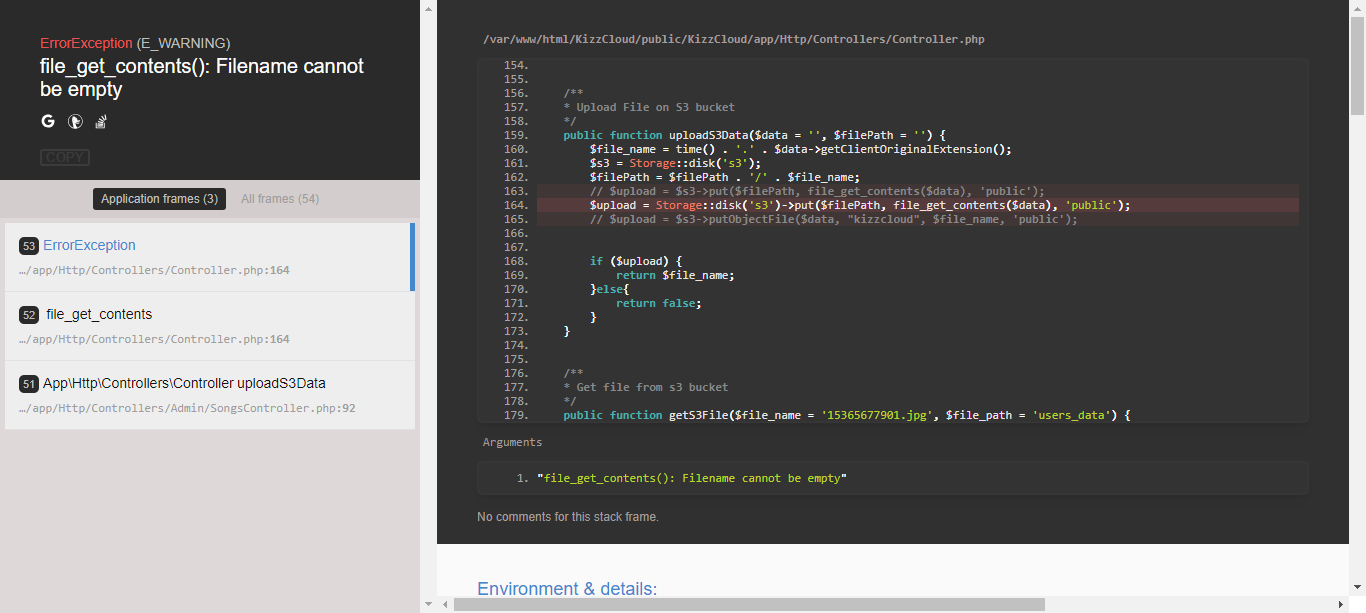 ErrorException (E_WARNING)
file_get_contents(): Filename cannot
be empty
COPY
Application frames (3) All frames (54)
53 ErrorException
…/app/Http/Controllers/Controller.php:164
52 file_get_contents
…/app/Http/Controllers/Controller.php:164
51 App\Http\Controllers\Controller uploadS3Data
…/app/Http/Controllers/Admin/SongsController.php:92
/var/www/html/KizzCloud/public/KizzCloud/app/Http/Controllers/Controller.php
154.
155.
156. /**
157. * Upload File on S3 bucket
158. */
159. public function uploadS3Data($data = '', $filePath = '') {
160. $file_name = time() . '.' . $data->getClientOriginalExtension();
161. $s3 = Storage::disk('s3');
162. $filePath = $filePath . '/' . $file_name;
163. // $upload = $s3->put($filePath, file_get_contents($data), 'public');
164. $upload = Storage::disk('s3')->put($filePath, file_get_contents($data), 'public');
165. // $upload = $s3->putObjectFile($data, "kizzcloud", $file_name, 'public');
166.
167.
168. if ($upload) {
169. return $file_name;
170. }else{
171. return false;
172. }
173. }
174.
175.
176. /**
177. * Get file from s3 bucket
178. */
179. public function getS3File($file_name = '15365677901.jpg', $file_path = 'users_data') {
Arguments
1. "file_get_contents(): Filename cannot be empty"
No comments for this stack frame.
Environment & details: